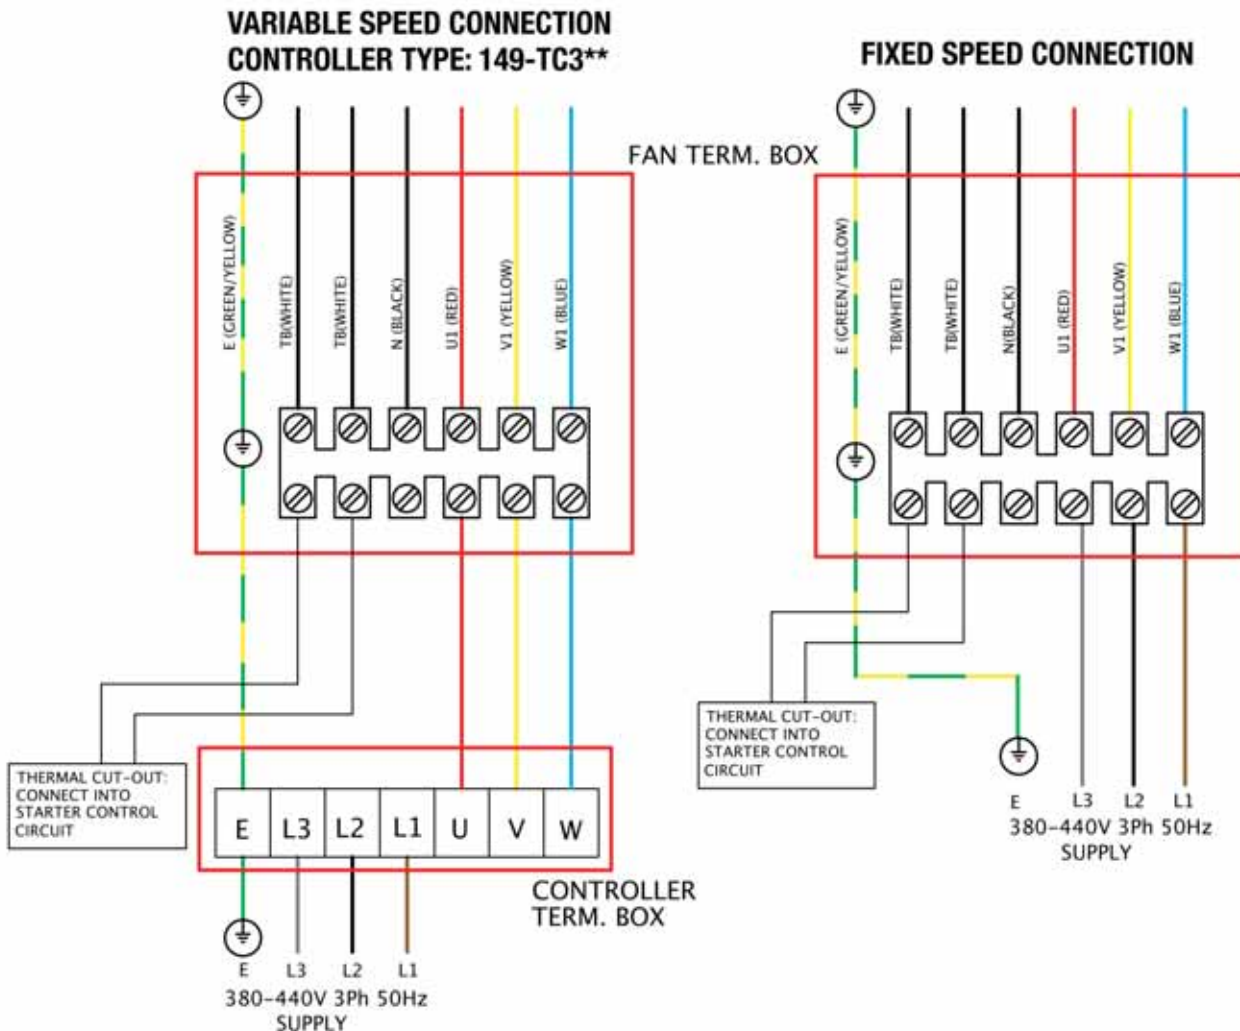 VARIABLE SPEED CONNECTION
CONTROLLER TYPE: 149-TC3**
FIXED SPEED CONNECTION
FAN TERM. BOX
E (GREEN/YELLOW)
TB(WHITE)
TB(WHITE)
N (BLACK)
U1 (RED)
V1 (YELLOW)
W1 (BLUE)
E (GREEN/YELLOW)
TB(WHITE)
TB(WHITE)
N(BLACK)
U1 (RED)
V1 (YELLOW)
W1 (BLUE)
THERMAL CUT-OUT:
CONNECT INTO
STARTER CONTROL
CIRCUIT
E L3 L2 L1 U V W
CONTROLLER
TERM. BOX
E L3 L2 L1
380-440V 3Ph 50Hz
SUPPLY
THERMAL CUT-OUT:
CONNECT INTO
STARTER CONTROL
CIRCUIT
E L3 L2 L1
380-440V 3Ph 50Hz
SUPPLY